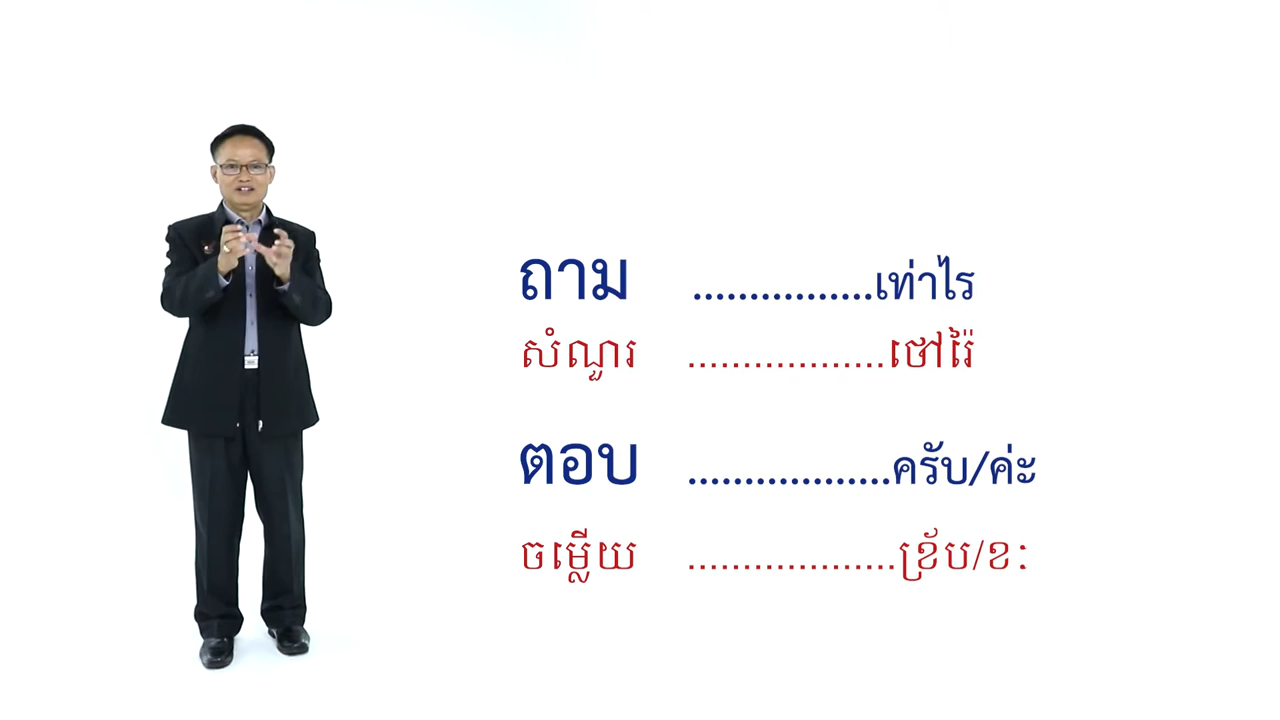 ถาม ................เท่าไร
សំណួរ ..................ថៅរ៉ៃ
ตอบ ..................ครับ/ค่ะ
ចម្លើយ ...................ខ្រ័ប/ខៈ